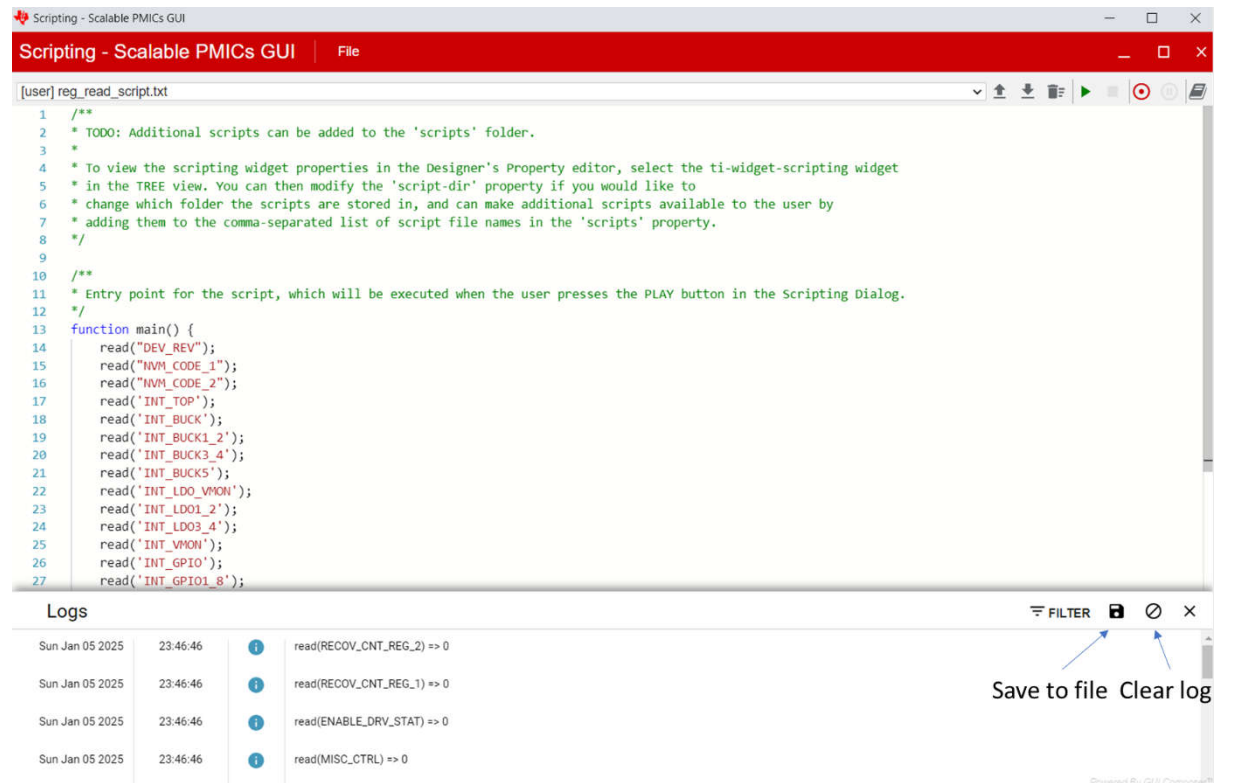 Scripting - Scalable PMICs GUI
Scripting - Scalable PMICs GUI File
[user] reg_read_script.txt
1 /**
2 * TODO: Additional scripts can be added to the 'scripts' folder.
3 *
4 * To view the scripting widget properties in the Designer's Property editor, select the ti-widget-scripting widget
5 * in the TREE view. You can then modify the 'script-dir' property if you would like to
6 * change which folder the scripts are stored in, and can make additional scripts available to the user by
7 * adding them to the comma-separated list of script file names in the 'scripts' property.
8 */
9
10 /**
11 * Entry point for the script, which will be executed when the user presses the PLAY button in the Scripting Dialog.
12 */
13 function main() {
14 read("DEV_REV");
15 read("NVM_CODE_1");
16 read("NVM_CODE_2");
17 read('INT_TOP');
18 read('INT_BUCK');
19 read('INT_BUCK1_2');
20 read('INT_BUCK3_4');
21 read('INT_BUCK5');
22 read('INT_LDO_VMON');
23 read('INT_LDO1_2');
24 read('INT_LDO3_4');
25 read('INT_VMON');
26 read('INT_GPIO');
27 read('INT_GPIO1_8');
Logs FILTER
Sun Jan 05 2025 23:46:46 read(RECOV_CNT_REG_2) => 0
Sun Jan 05 2025 23:46:46 read(RECOV_CNT_REG_1) => 0
Save to file Clear log
Sun Jan 05 2025 23:46:46 read(ENABLE_DRV_STAT) => 0
Sun Jan 05 2025 23:46:46 read(MISC_CTRL) => 0